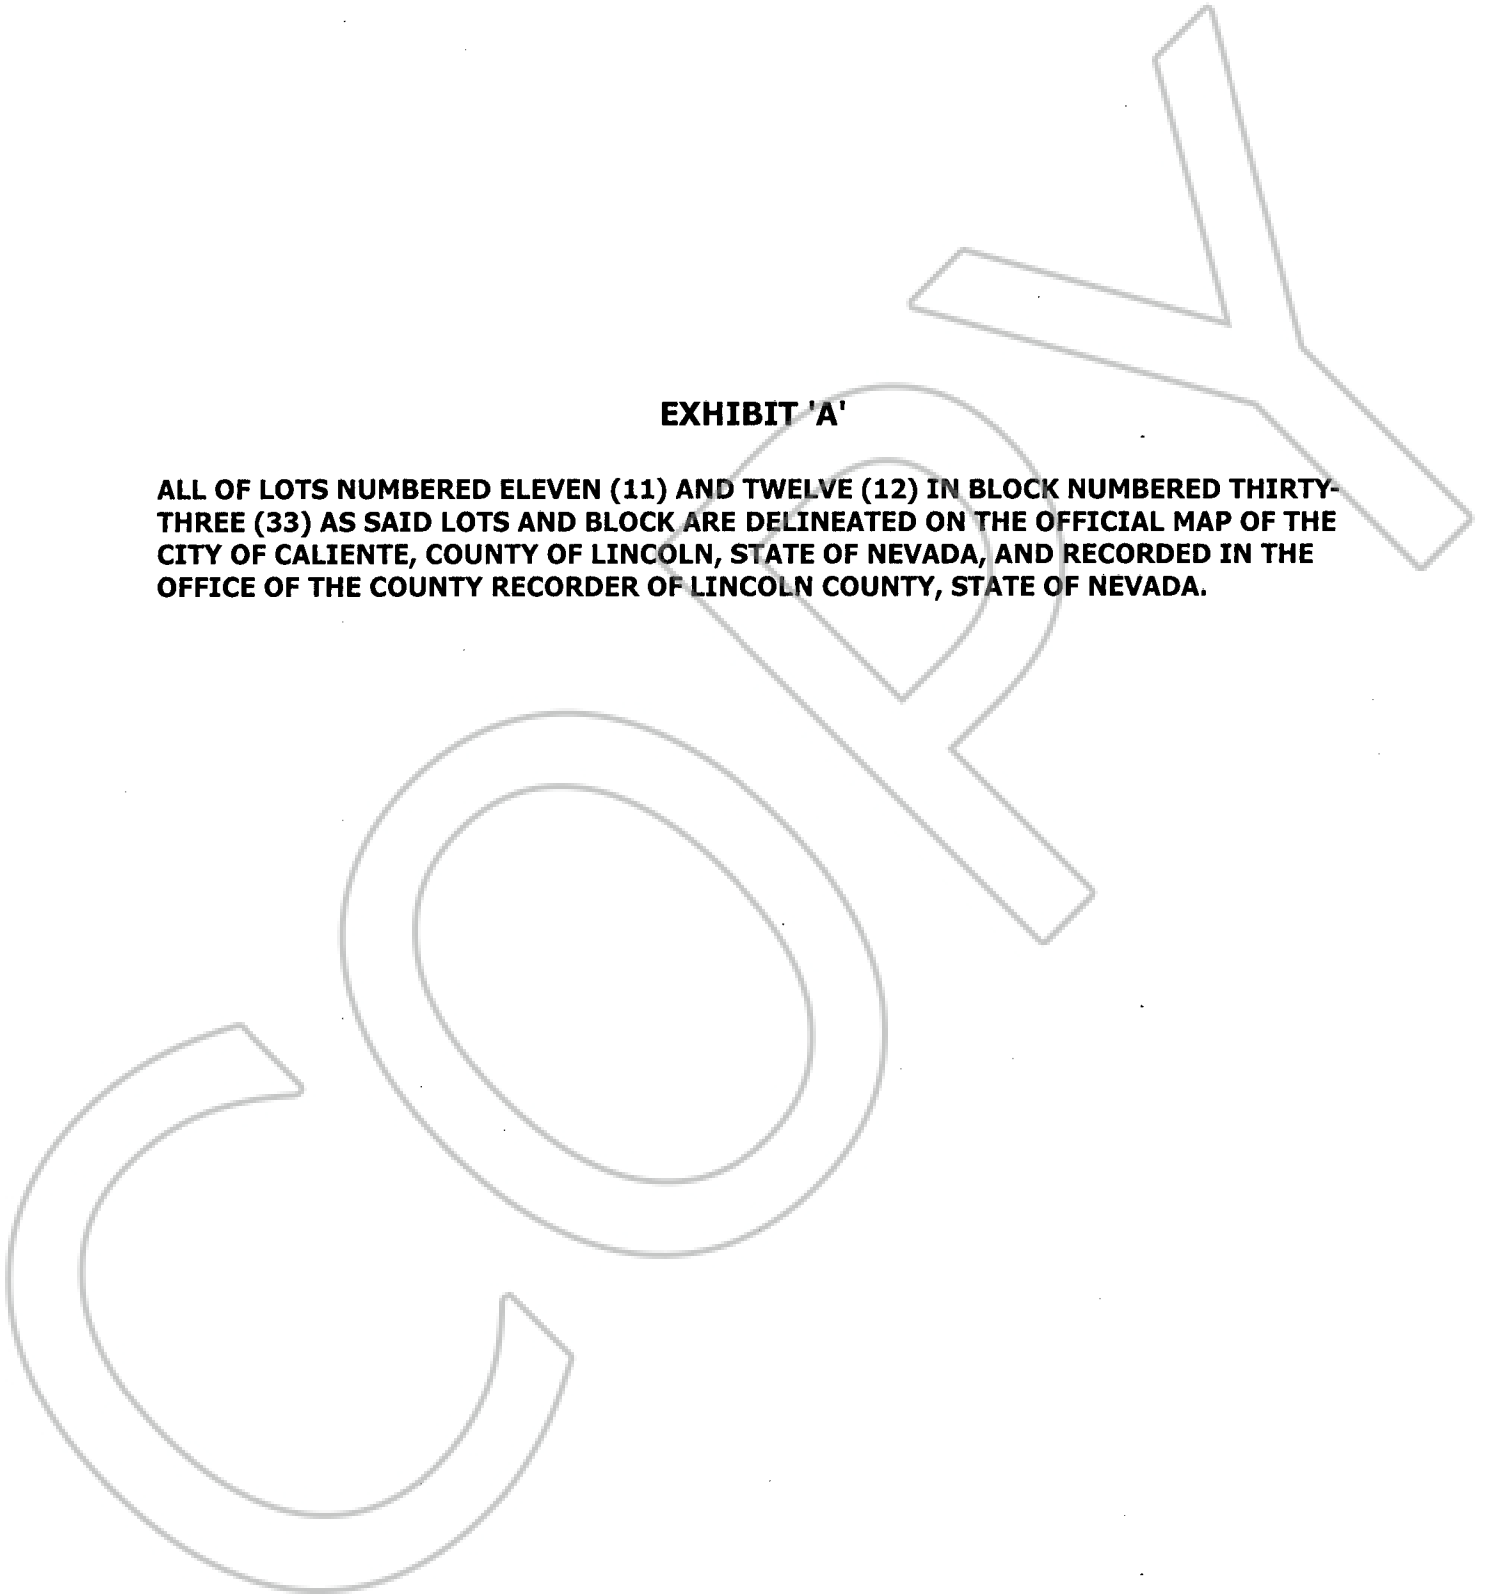 EXHIBIT 'A'
ALL OF LOTS NUMBERED ELEVEN (11) AND TWELVE (12) IN BLOCK NUMBERED THIRTY-
THREE (33) AS SAID LOTS AND BLOCK ARE DELINEATED ON THE OFFICIAL MAP OF THE
CITY OF CALIENTE, COUNTY OF LINCOLN, STATE OF NEVADA, AND RECORDED IN THE
OFFICE OF THE COUNTY RECORDER OF LINCOLN COUNTY, STATE OF NEVADA.
COPY